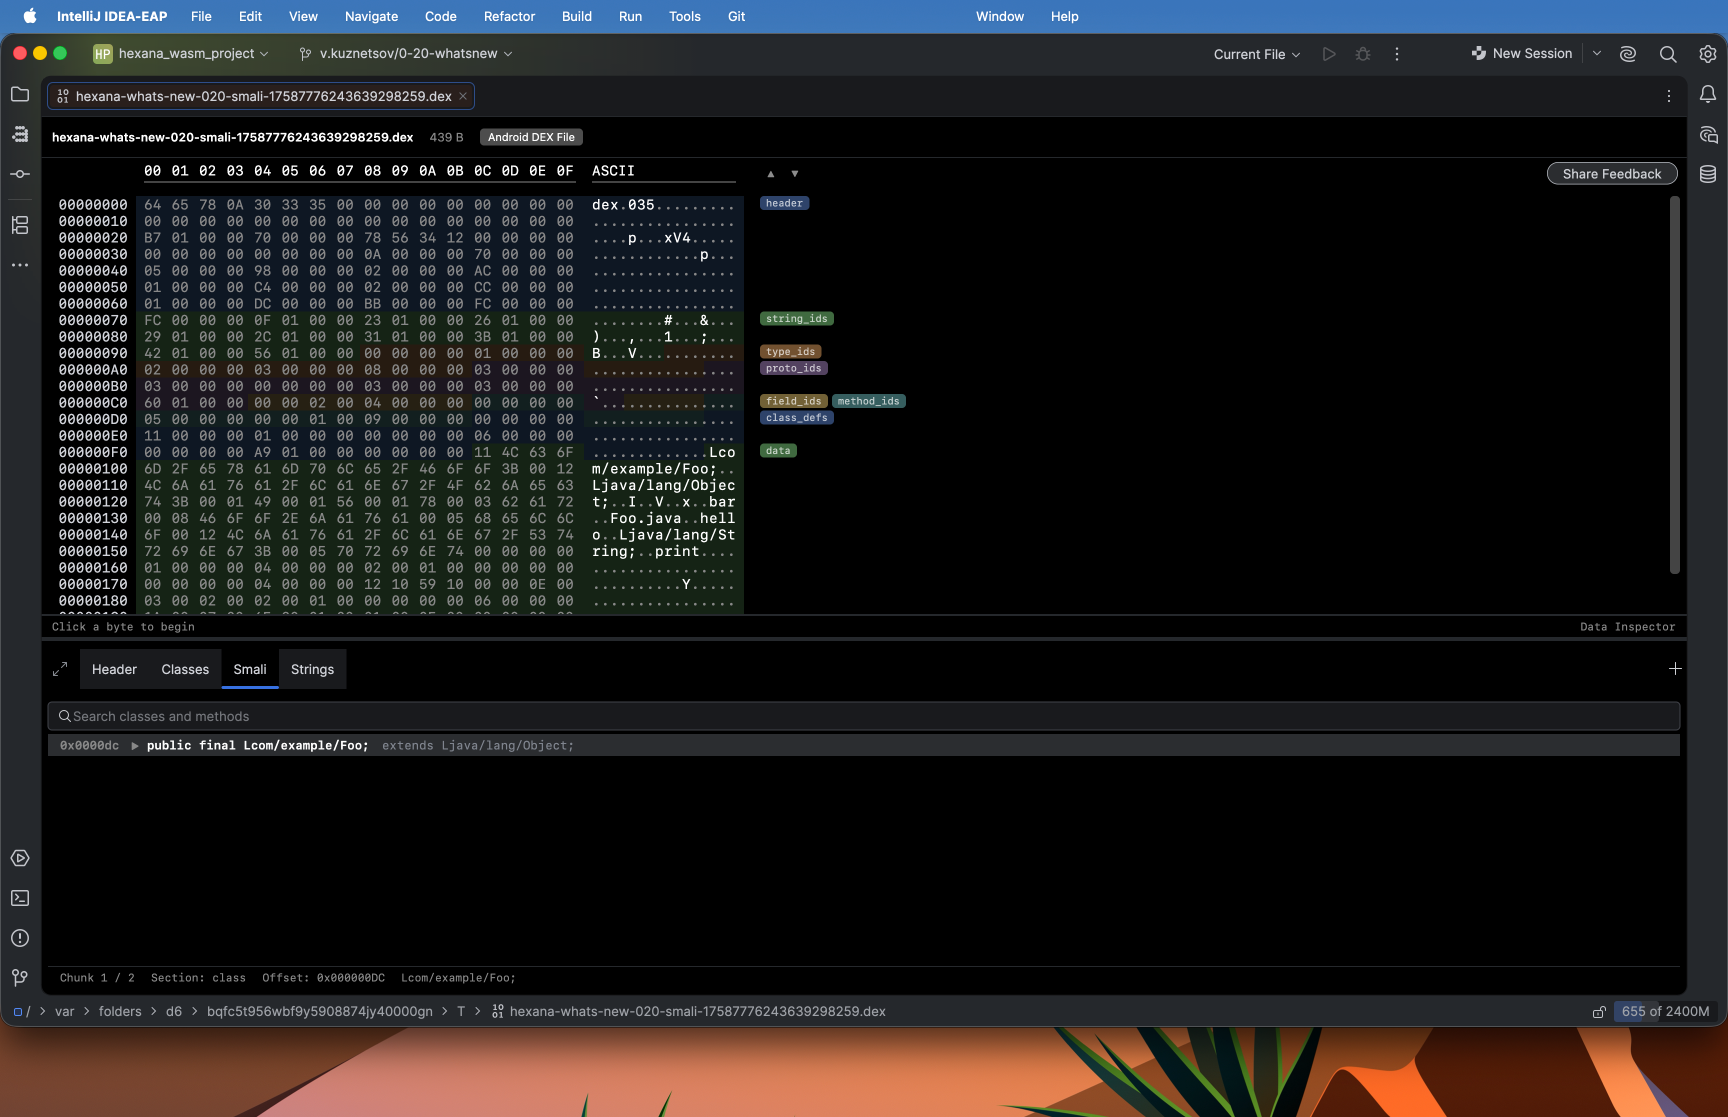 IntelliJ IDEA-EAP File Edit View Navigate Code Refactor Build Run Tools Git Window Help
HP hexana_wasm_project v.kuznetsov/0-20-whatsnew Current File New Session
hexana-whats-new-020-smali-17587776243639298259.dex
hexana-whats-new-020-smali-17587776243639298259.dex 439 B Android DEX File
00 01 02 03 04 05 06 07 08 09 0A 0B 0C 0D 0E 0F ASCII Share Feedback
00000000 64 65 78 0A 30 33 35 00 00 00 00 00 00 00 00 00 dex.035......... header
00000010 00 00 00 00 00 00 00 00 00 00 00 00 00 00 00 00 ................
00000020 B7 01 00 00 70 00 00 00 78 56 34 12 00 00 00 00 ....p...xV4.....
00000030 00 00 00 00 00 00 00 00 0A 00 00 00 70 00 00 00 ............p...
00000040 05 00 00 00 98 00 00 00 02 00 00 00 AC 00 00 00 ................
00000050 01 00 00 00 C4 00 00 00 02 00 00 00 CC 00 00 00 ................
00000060 01 00 00 00 DC 00 00 00 BB 00 00 00 FC 00 00 00 ................
00000070 FC 00 00 00 0F 01 00 00 23 01 00 00 26 01 00 00 ........#...&... string_ids
00000080 29 01 00 00 2C 01 00 00 31 01 00 00 3B 01 00 00 )...,...1...;...
00000090 42 01 00 00 56 01 00 00 00 00 00 00 01 00 00 00 B...V........... type_ids
000000A0 02 00 00 00 03 00 00 00 08 00 00 00 03 00 00 00 ................ proto_ids
000000B0 03 00 00 00 00 00 00 00 03 00 00 00 03 00 00 00 ................
000000C0 60 01 00 00 00 00 02 00 04 00 00 00 00 00 00 00 `............... field_ids method_ids
000000D0 05 00 00 00 00 00 01 00 09 00 00 00 00 00 00 00 ................ class_defs
000000E0 11 00 00 00 01 00 00 00 00 00 00 00 06 00 00 00 ................
000000F0 00 00 00 00 A9 01 00 00 00 00 00 00 11 4C 63 6F .............Lco data
00000100 6D 2F 65 78 61 6D 70 6C 65 2F 46 6F 6F 3B 00 12 m/example/Foo;..
00000110 4C 6A 61 76 61 2F 6C 61 6E 67 2F 4F 62 6A 65 63 Ljava/lang/Objec
00000120 74 3B 00 01 49 00 01 56 00 01 78 00 03 62 61 72 t;..I..V..x..bar
00000130 00 08 46 6F 6F 2E 6A 61 76 61 00 05 68 65 6C 6C ..Foo.java..hell
00000140 6F 00 12 4C 6A 61 76 61 2F 6C 61 6E 67 2F 53 74 o..Ljava/lang/St
00000150 72 69 6E 67 3B 00 05 70 72 69 6E 74 00 00 00 00 ring;..print....
00000160 01 00 00 00 04 00 00 00 02 00 01 00 00 00 00 00 ................
00000170 00 00 00 00 04 00 00 00 12 10 59 10 00 00 0E 00 ..........Y.....
00000180 03 00 02 00 02 00 01 00 00 00 00 00 06 00 00 00 ................
Click a byte to begin Data Inspector
Header Classes Smali Strings
Search classes and methods
0x0000dc public final Lcom/example/Foo; extends Ljava/lang/Object;
Chunk 1 / 2 Section: class Offset: 0x000000DC Lcom/example/Foo;
/ > var > folders > d6 > bqfc5t956wbf9y5908874jy40000gn > T > hexana-whats-new-020-smali-17587776243639298259.dex 655 of 2400M